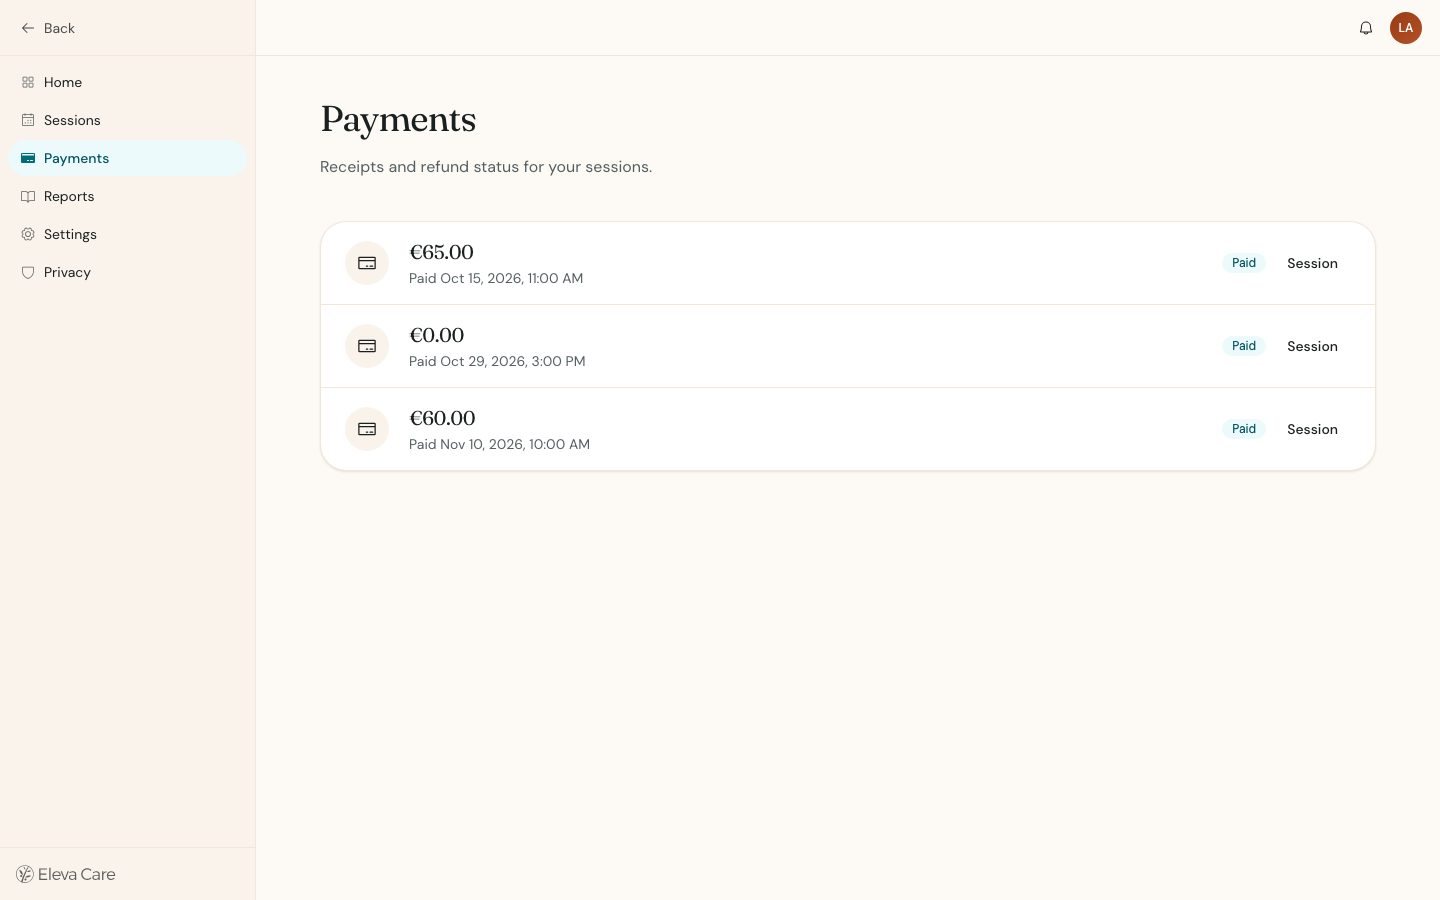 Back
LA
Home
Sessions
Payments
Reports
Settings
Privacy
Payments
Receipts and refund status for your sessions.
€65.00
Paid Oct 15, 2026, 11:00 AM
Paid
Session
€0.00
Paid Oct 29, 2026, 3:00 PM
Paid
Session
€60.00
Paid Nov 10, 2026, 10:00 AM
Paid
Session
Eleva Care